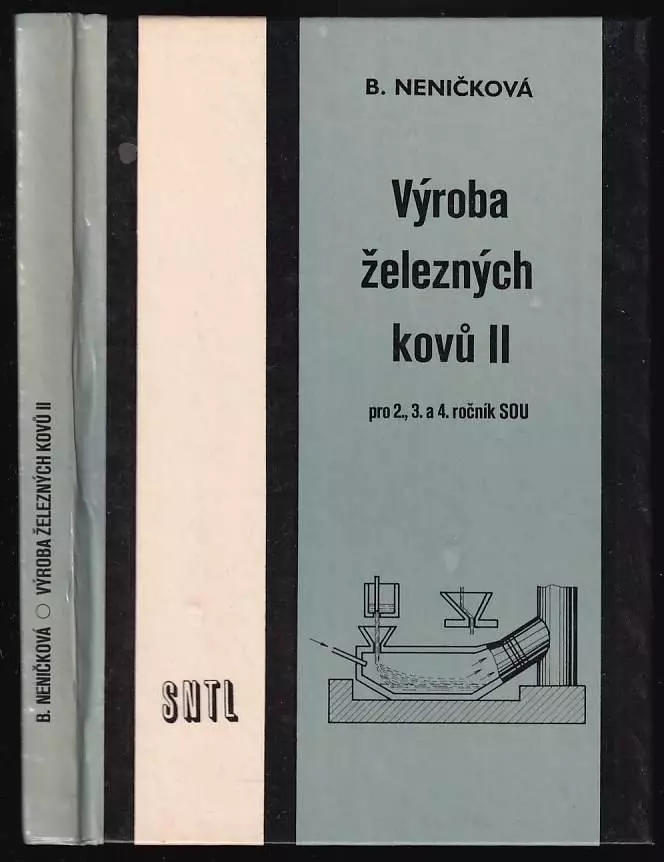 B. NENIČKOVÁ ○ VÝROBA ŽELEZNÝCH KOVŮ II
SNTL
B. NENIČKOVÁ
Výroba
železných
kovů II
pro 2., 3. a 4. ročník SOU